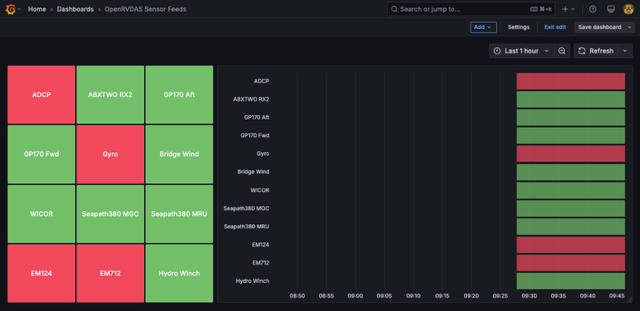 Home > Dashboards > OpenRVDAS Sensor Feeds
Search or jump to... ⌘+k
Add Settings Exit edit Save dashboard
Last 1 hour Refresh
ADCP ABXTWO RX2 GP170 Aft
GP170 Fwd Gyro Bridge Wind
WICOR Seapath380 MGC Seapath380 MRU
EM124 EM712 Hydro Winch
ADCP
ABXTWO RX2
GP170 Aft
GP170 Fwd
Gyro
Bridge Wind
WICOR
Seapath380 MGC
Seapath380 MRU
EM124
EM712
Hydro Winch
08:50 08:55 09:00 09:05 09:10 09:15 09:20 09:25 09:30 09:35 09:40 09:45